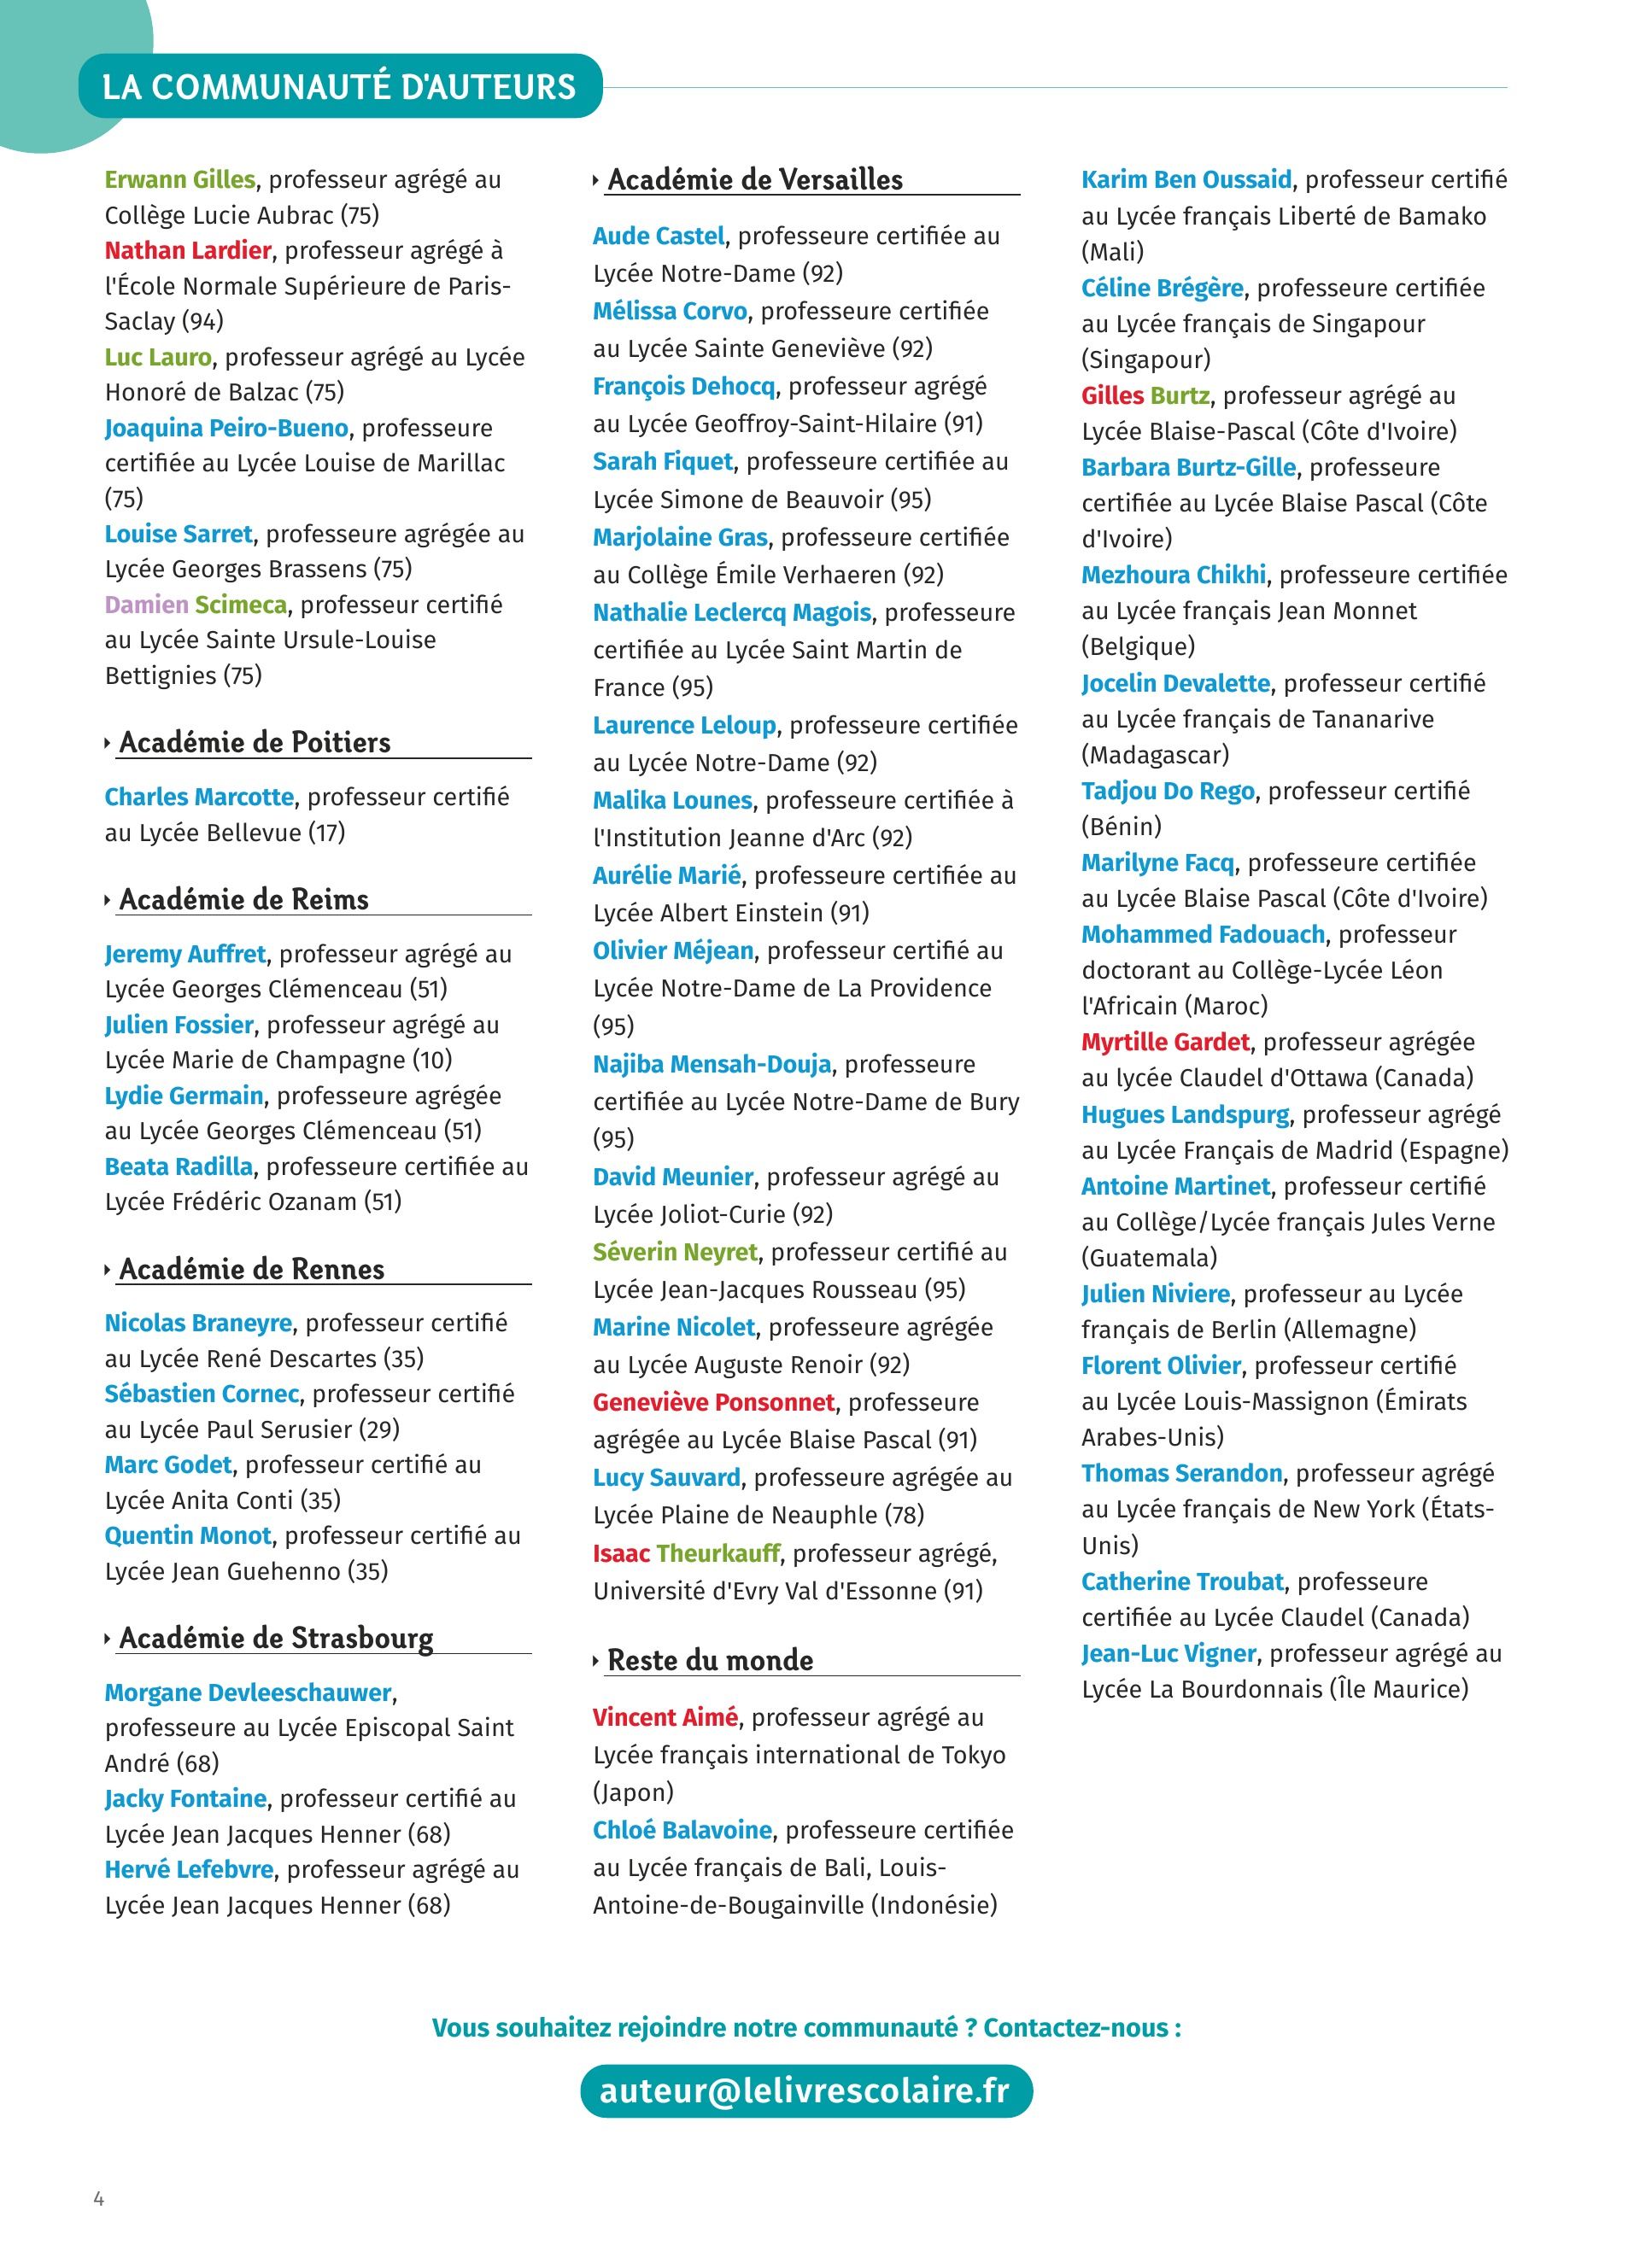 LA COMMUNAUTÉ D'AUTEURS
Erwann Gilles, professeur agrégé au
Collège Lucie Aubrac (75)
Nathan Lardier, professeur agrégé à
l'École Normale Supérieure de Paris-
Saclay (94)
Luc Lauro, professeur agrégé au Lycée
Honoré de Balzac (75)
Joaquina Peiro-Bueno, professeure
certifiée au Lycée Louise de Marillac
(75)
Louise Sarret, professeure agrégée au
Lycée Georges Brassens (75)
Damien Scimeca, professeur certifié
au Lycée Sainte Ursule-Louise
Bettignies (75)
Académie de Poitiers
Charles Marcotte, professeur certifié
au Lycée Bellevue (17)
Académie de Reims
Jeremy Auffret, professeur agrégé au
Lycée Georges Clémenceau (51)
Julien Fossier, professeur agrégé au
Lycée Marie de Champagne (10)
Lydie Germain, professeure agrégée
au Lycée Georges Clémenceau (51)
Beata Radilla, professeure certifiée au
Lycée Frédéric Ozanam (51)
Académie de Rennes
Nicolas Braneyre, professeur certifié
au Lycée René Descartes (35)
Sébastien Cornec, professeur certifié
au Lycée Paul Serusier (29)
Marc Godet, professeur certifié au
Lycée Anita Conti (35)
Quentin Monot, professeur certifié au
Lycée Jean Guehenno (35)
Académie de Strasbourg
Morgane Devleeschauwer,
professeure au Lycée Episcopal Saint
André (68)
Jacky Fontaine, professeur certifié au
Lycée Jean Jacques Henner (68)
Hervé Lefebvre, professeur agrégé au
Lycée Jean Jacques Henner (68)
Académie de Versailles
Aude Castel, professeure certifiée au
Lycée Notre-Dame (92)
Mélissa Corvo, professeure certifiée
au Lycée Sainte Geneviève (92)
François Dehocq, professeur agrégé
au Lycée Geoffroy-Saint-Hilaire (91)
Sarah Fiquet, professeure certifiée au
Lycée Simone de Beauvoir (95)
Marjolaine Gras, professeure certifiée
au Collège Émile Verhaeren (92)
Nathalie Leclercq Magois, professeure
certifiée au Lycée Saint Martin de
France (95)
Laurence Leloup, professeure certifiée
au Lycée Notre-Dame (92)
Malika Lounes, professeure certifiée à
l'Institution Jeanne d'Arc (92)
Aurélie Marié, professeure certifiée au
Lycée Albert Einstein (91)
Olivier Méjean, professeur certifié au
Lycée Notre-Dame de La Providence
(95)
Najiba Mensah-Douja, professeure
certifiée au Lycée Notre-Dame de Bury
(95)
David Meunier, professeur agrégé au
Lycée Joliot-Curie (92)
Séverin Neyret, professeur certifié au
Lycée Jean-Jacques Rousseau (95)
Marine Nicolet, professeure agrégée
au Lycée Auguste Renoir (92)
Geneviève Ponsonnet, professeure
agrégée au Lycée Blaise Pascal (91)
Lucy Sauvard, professeure agrégée au
Lycée Plaine de Neauphle (78)
Isaac Theurkauff, professeur agrégé,
Université d'Evry Val d'Essonne (91)
Reste du monde
Vincent Aimé, professeur agrégé au
Lycée français international de Tokyo
(Japon)
Chloé Balavoine, professeure certifiée
au Lycée français de Bali, Louis-
Antoine-de-Bougainville (Indonésie)
Karim Ben Oussaid, professeur certifié
au Lycée français Liberté de Bamako
(Mali)
Céline Brégère, professeure certifiée
au Lycée français de Singapour
(Singapour)
Gilles Burtz, professeur agrégé au
Lycée Blaise-Pascal (Côte d'Ivoire)
Barbara Burtz-Gille, professeure
certifiée au Lycée Blaise Pascal (Côte
d'Ivoire)
Mezhoura Chikhi, professeure certifiée
au Lycée français Jean Monnet
(Belgique)
Jocelin Devalette, professeur certifié
au Lycée français de Tananarive
(Madagascar)
Tadjou Do Rego, professeur certifié
(Bénin)
Marilyne Facq, professeure certifiée
au Lycée Blaise Pascal (Côte d'Ivoire)
Mohammed Fadouach, professeur
doctorant au Collège-Lycée Léon
l'Africain (Maroc)
Myrtille Gardet, professeur agrégée
au lycée Claudel d'Ottawa (Canada)
Hugues Landspurg, professeur agrégé
au Lycée Français de Madrid (Espagne)
Antoine Martinet, professeur certifié
au Collège/Lycée français Jules Verne
(Guatemala)
Julien Niviere, professeur au Lycée
français de Berlin (Allemagne)
Florent Olivier, professeur certifié
au Lycée Louis-Massignon (Émirats
Arabes-Unis)
Thomas Serandon, professeur agrégé
au Lycée français de New York (États-
Unis)
Catherine Troubat, professeure
certifiée au Lycée Claudel (Canada)
Jean-Luc Vigner, professeur agrégé au
Lycée La Bourdonnais (Île Maurice)
Vous souhaitez rejoindre notre communauté ? Contactez-nous :
auteur@lelivrescolaire.fr
4